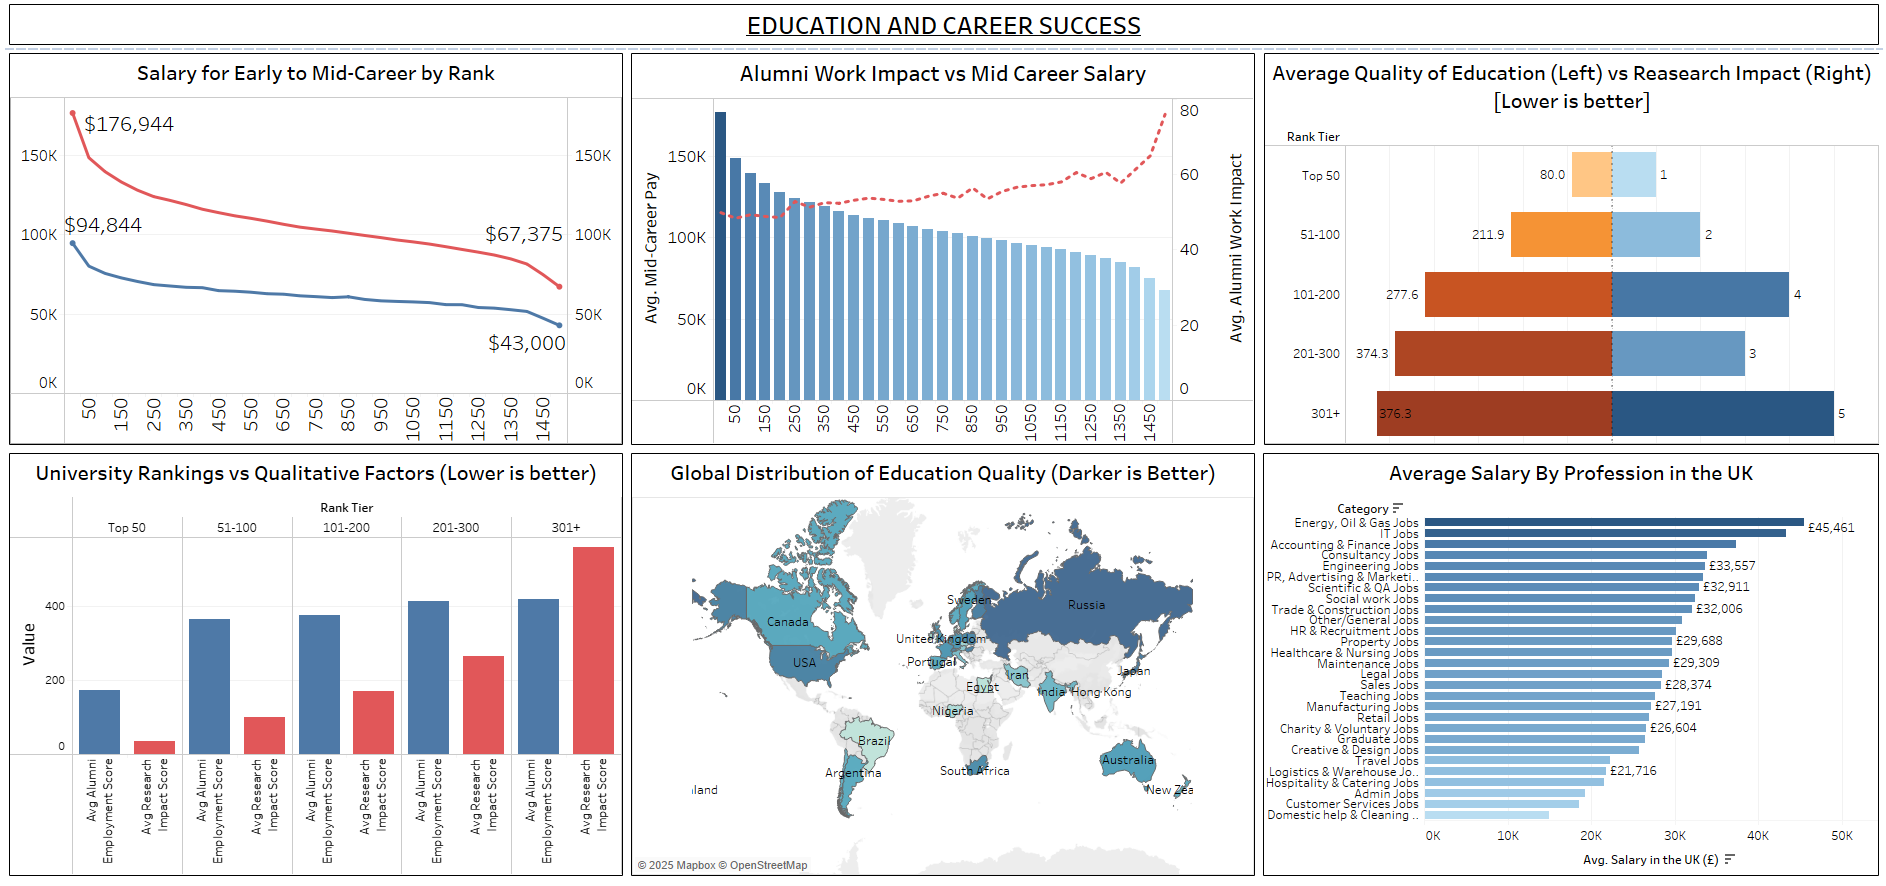 EDUCATION AND CAREER SUCCESS
Salary for Early to Mid-Career by Rank
$176,944
150K
150K
$94,844
$67,375
100K
100K
50K
50K
$43,000
0K
0K
50
150
250
350
450
550
650
750
850
950
1050
1150
1250
1350
1450
Alumni Work Impact vs Mid Career Salary
Avg. Mid-Career Pay
150K
100K
50K
0K
80
60
40
20
0
Avg. Alumni Work Impact
50
150
250
350
450
550
650
750
850
950
1050
1150
1250
1350
1450
Average Quality of Education (Left) vs Reasearch Impact (Right)
[Lower is better]
Rank Tier
Top 50
80.0
1
51-100
211.9
2
101-200
277.6
4
201-300
374.3
3
301+
376.3
5
University Rankings vs Qualitative Factors (Lower is better)
Rank Tier
Top 50
51-100
101-200
201-300
301+
Value
400
200
0
Avg Alumni
Employment Score
Avg Research
Impact Score
Avg Alumni
Employment Score
Avg Research
Impact Score
Avg Alumni
Employment Score
Avg Research
Impact Score
Avg Alumni
Employment Score
Avg Research
Impact Score
Avg Alumni
Employment Score
Avg Research
Impact Score
Global Distribution of Education Quality (Darker is Better)
Sweden
Russia
Canada
United Kingdom
USA
Portugal
Iran
Japan
Egypt
India
Hong Kong
Nigeria
Brazil
Australia
Argentina
South Africa
land
New Zea
© 2025 Mapbox © OpenStreetMap
Average Salary By Profession in the UK
Category
Energy, Oil & Gas Jobs
£45,461
IT Jobs
Accounting & Finance Jobs
Consultancy Jobs
Engineering Jobs
£33,557
PR, Advertising & Marketi..
Scientific & QA Jobs
£32,911
Social work Jobs
Trade & Construction Jobs
£32,006
Other/General Jobs
HR & Recruitment Jobs
Property Jobs
£29,688
Healthcare & Nursing Jobs
Maintenance Jobs
£29,309
Legal Jobs
Sales Jobs
£28,374
Teaching Jobs
Manufacturing Jobs
£27,191
Retail Jobs
Charity & Voluntary Jobs
£26,604
Graduate Jobs
Creative & Design Jobs
Travel Jobs
Logistics & Warehouse Jo..
£21,716
Hospitality & Catering Jobs
Admin Jobs
Customer Services Jobs
Domestic help & Cleaning ..
0K
10K
20K
30K
40K
50K
Avg. Salary in the UK (£)